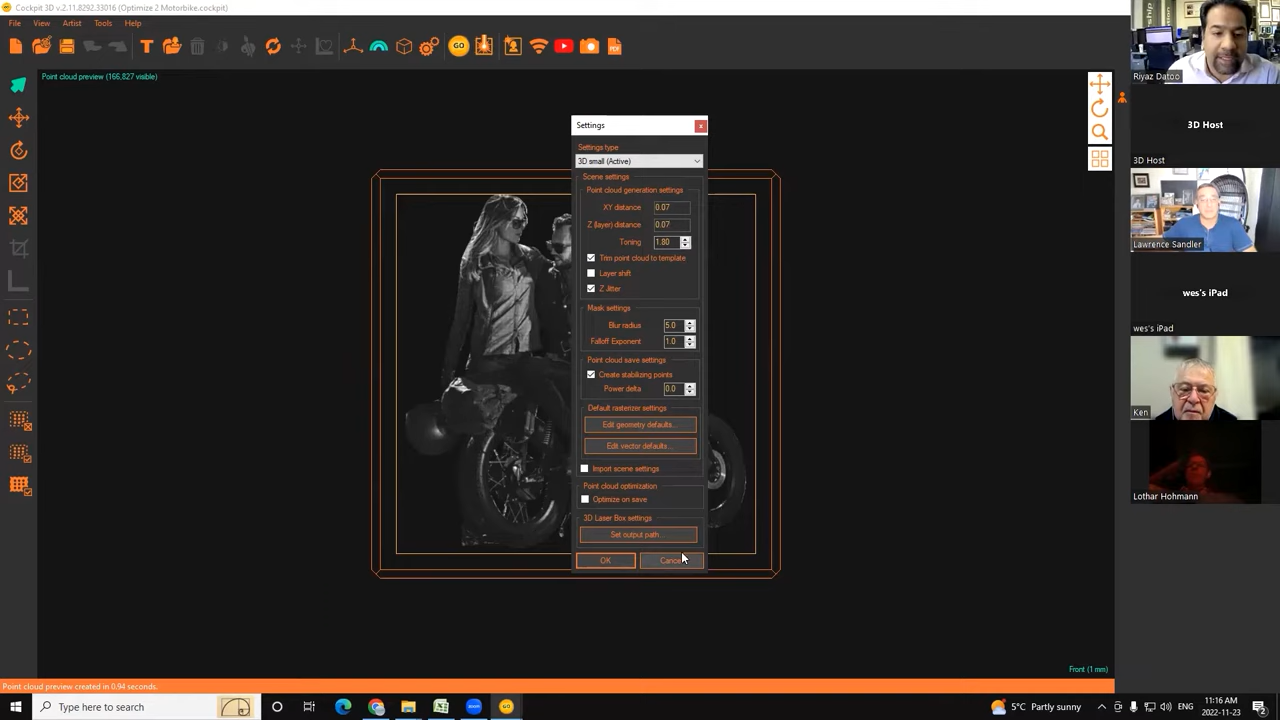 Cockpit 3D — v.2.11.8292.33016 (Optimize 2 Motorbike.cockpit)
File View Artist Tools Help
GO
PDF
Point cloud preview (166,827 visible)
Settings
Settings type
3D small (Active)
Scene settings
Point cloud generation settings
XY distance 0.07
Z (layer) distance 0.07
Toning 1.80
Trim point cloud to template
Layer shift
Z Jitter
Mask settings
Blur radius 5.0
Falloff Exponent 1.0
Point cloud save settings
Create stabilizing points
Power delta 0.0
Default rasterizer settings
Edit geometry defaults...
Edit vector defaults...
Import scene settings
Point cloud optimization
Optimize on save
3D Laser Box settings
Set output path...
OK Cancel
Front (1 mm)
Point cloud preview created in 0.94 seconds.
Riyaz Datoo
3D Host
3D Host
Lawrence Sandler
wes's iPad
wes's iPad
Ken
Lothar Hohmann
Type here to search
zoom
GO
5°C Partly sunny
ENG
11:16 AM
2022-11-23
2